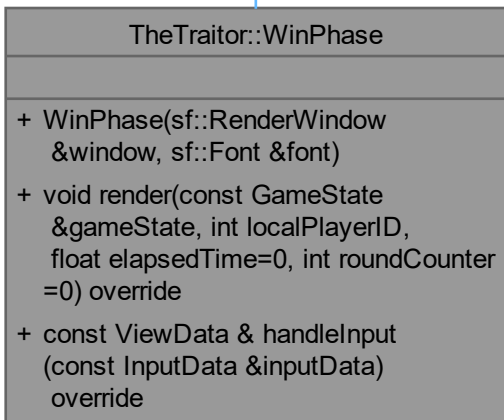 TheTraitor::WinPhase
+ WinPhase(sf::RenderWindow
&window, sf::Font &font)
+ void render(const GameState
&gameState, int localPlayerID,
float elapsedTime=0, int roundCounter
=0) override
+ const ViewData & handleInput
(const InputData &inputData)
override